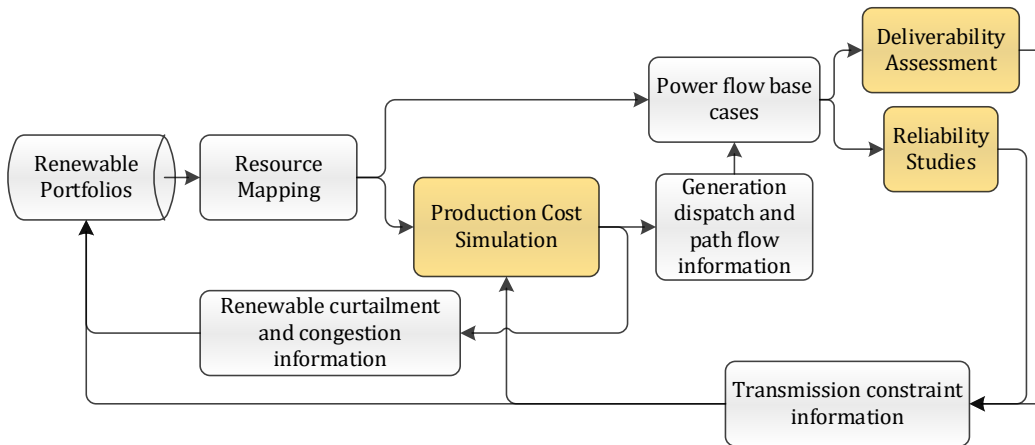 Deliverability
Assessment
Power flow base
cases
Reliability
Studies
Renewable
Portfolios
Resource
Mapping
Production Cost
Simulation
Generation
dispatch and
path flow
information
Renewable curtailment
and congestion
information
Transmission constraint
information